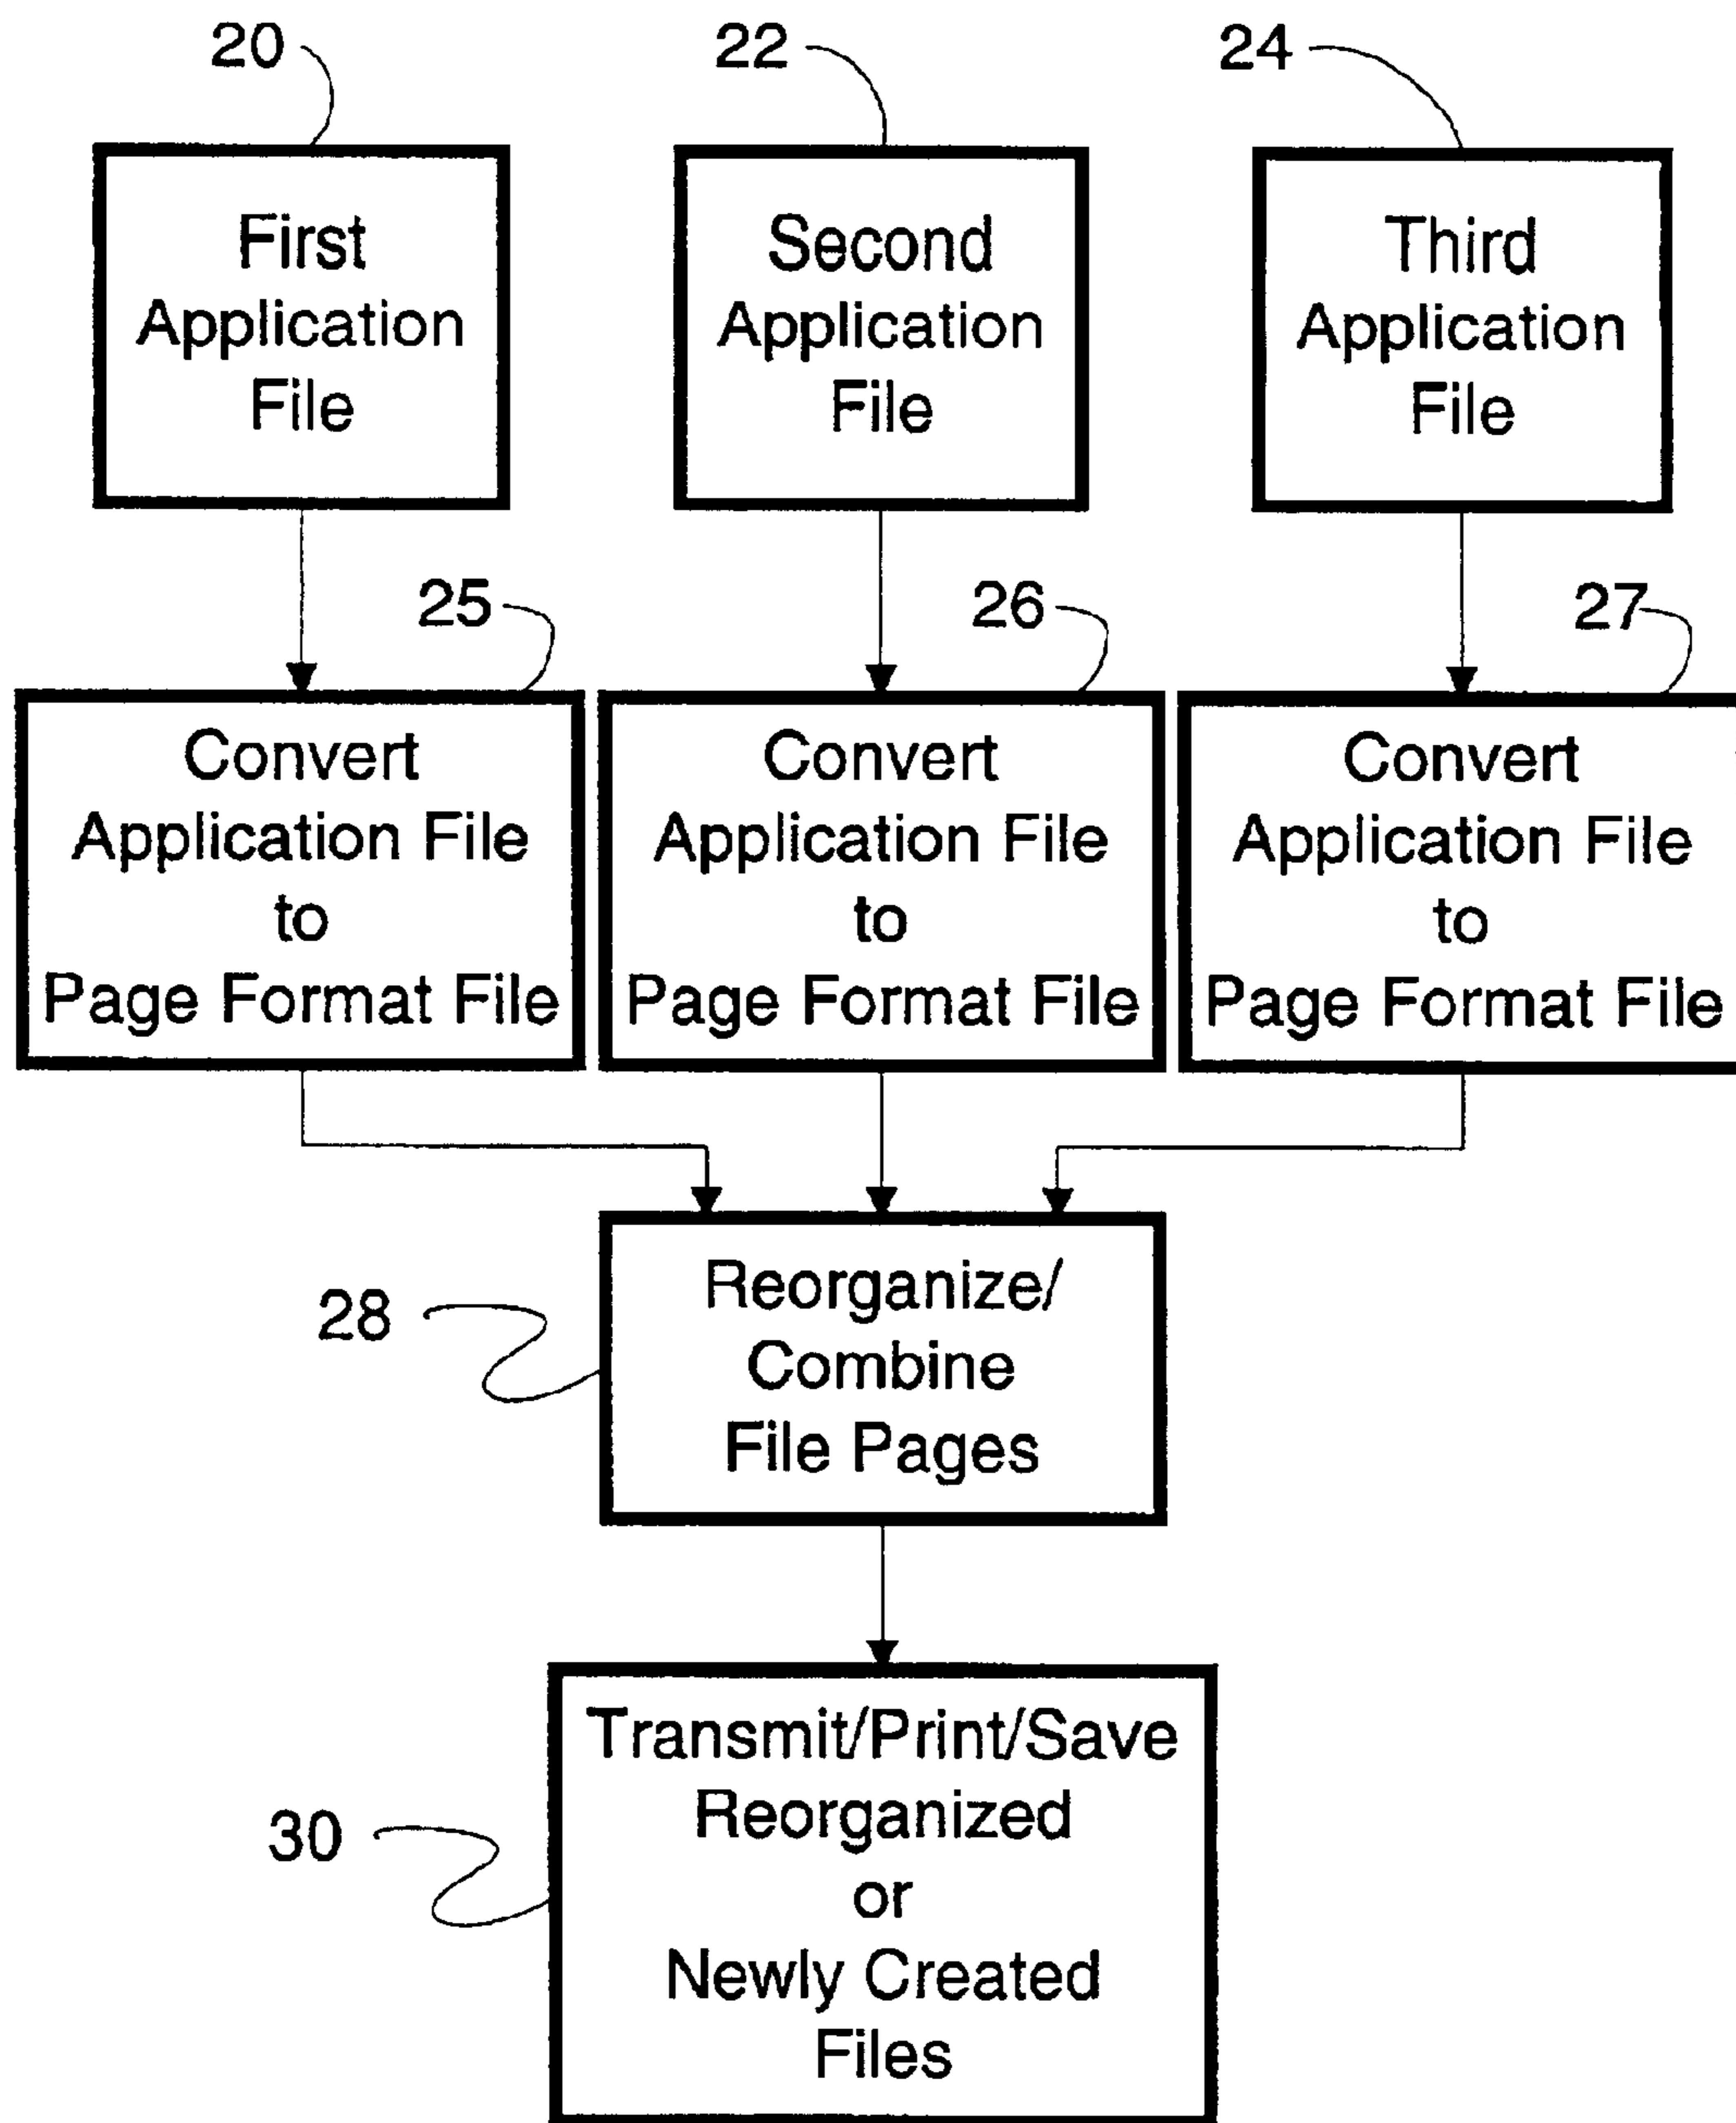 20
22
24
First
Application
File
Second
Application
File
Third
Application
File
25
26
27
Convert
Application File
to
Page Format File
Convert
Application File
to
Page Format File
Convert
Application File
to
Page Format File
28
Reorganize/
Combine
File Pages
30
Transmit/Print/Save
Reorganized
or
Newly Created
Files